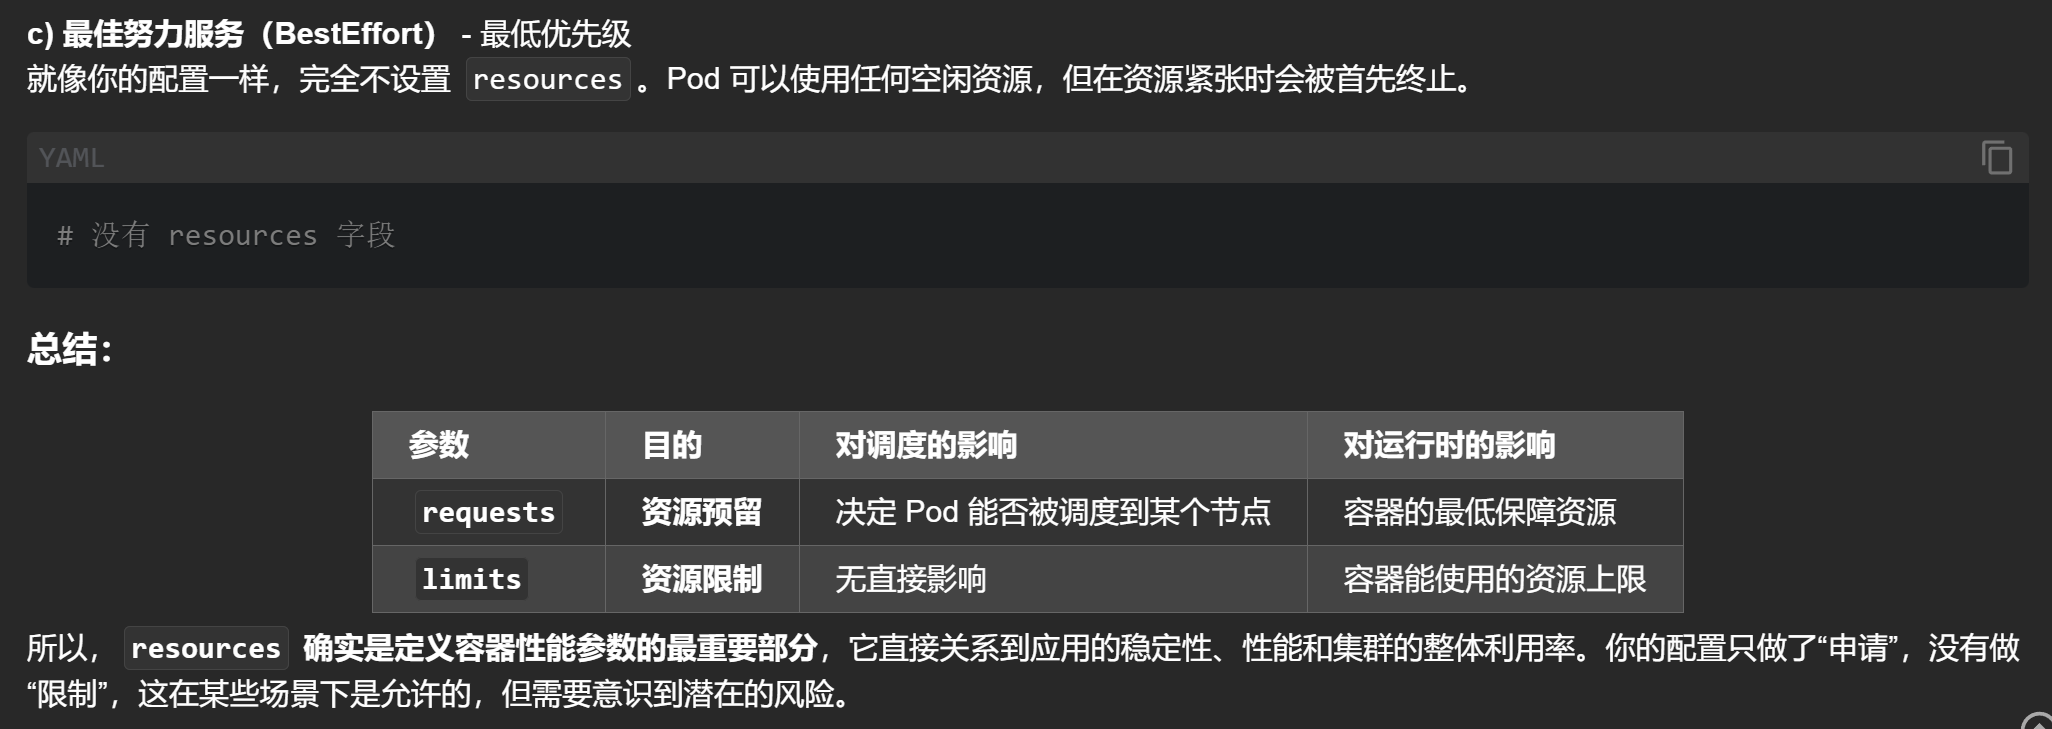 c) 最佳努力服务（BestEffort） - 最低优先级
就像你的配置一样，完全不设置 resources 。Pod 可以使用任何空闲资源，但在资源紧张时会被首先终止。
YAML
# 没有 resources 字段
总结：
参数 目的 对调度的影响 对运行时的影响
requests 资源预留 决定 Pod 能否被调度到某个节点 容器的最低保障资源
limits 资源限制 无直接影响 容器能使用的资源上限
所以， resources 确实是定义容器性能参数的最重要部分，它直接关系到应用的稳定性、性能和集群的整体利用率。你的配置只做了“申请”，没有做
“限制”，这在某些场景下是允许的，但需要意识到潜在的风险。